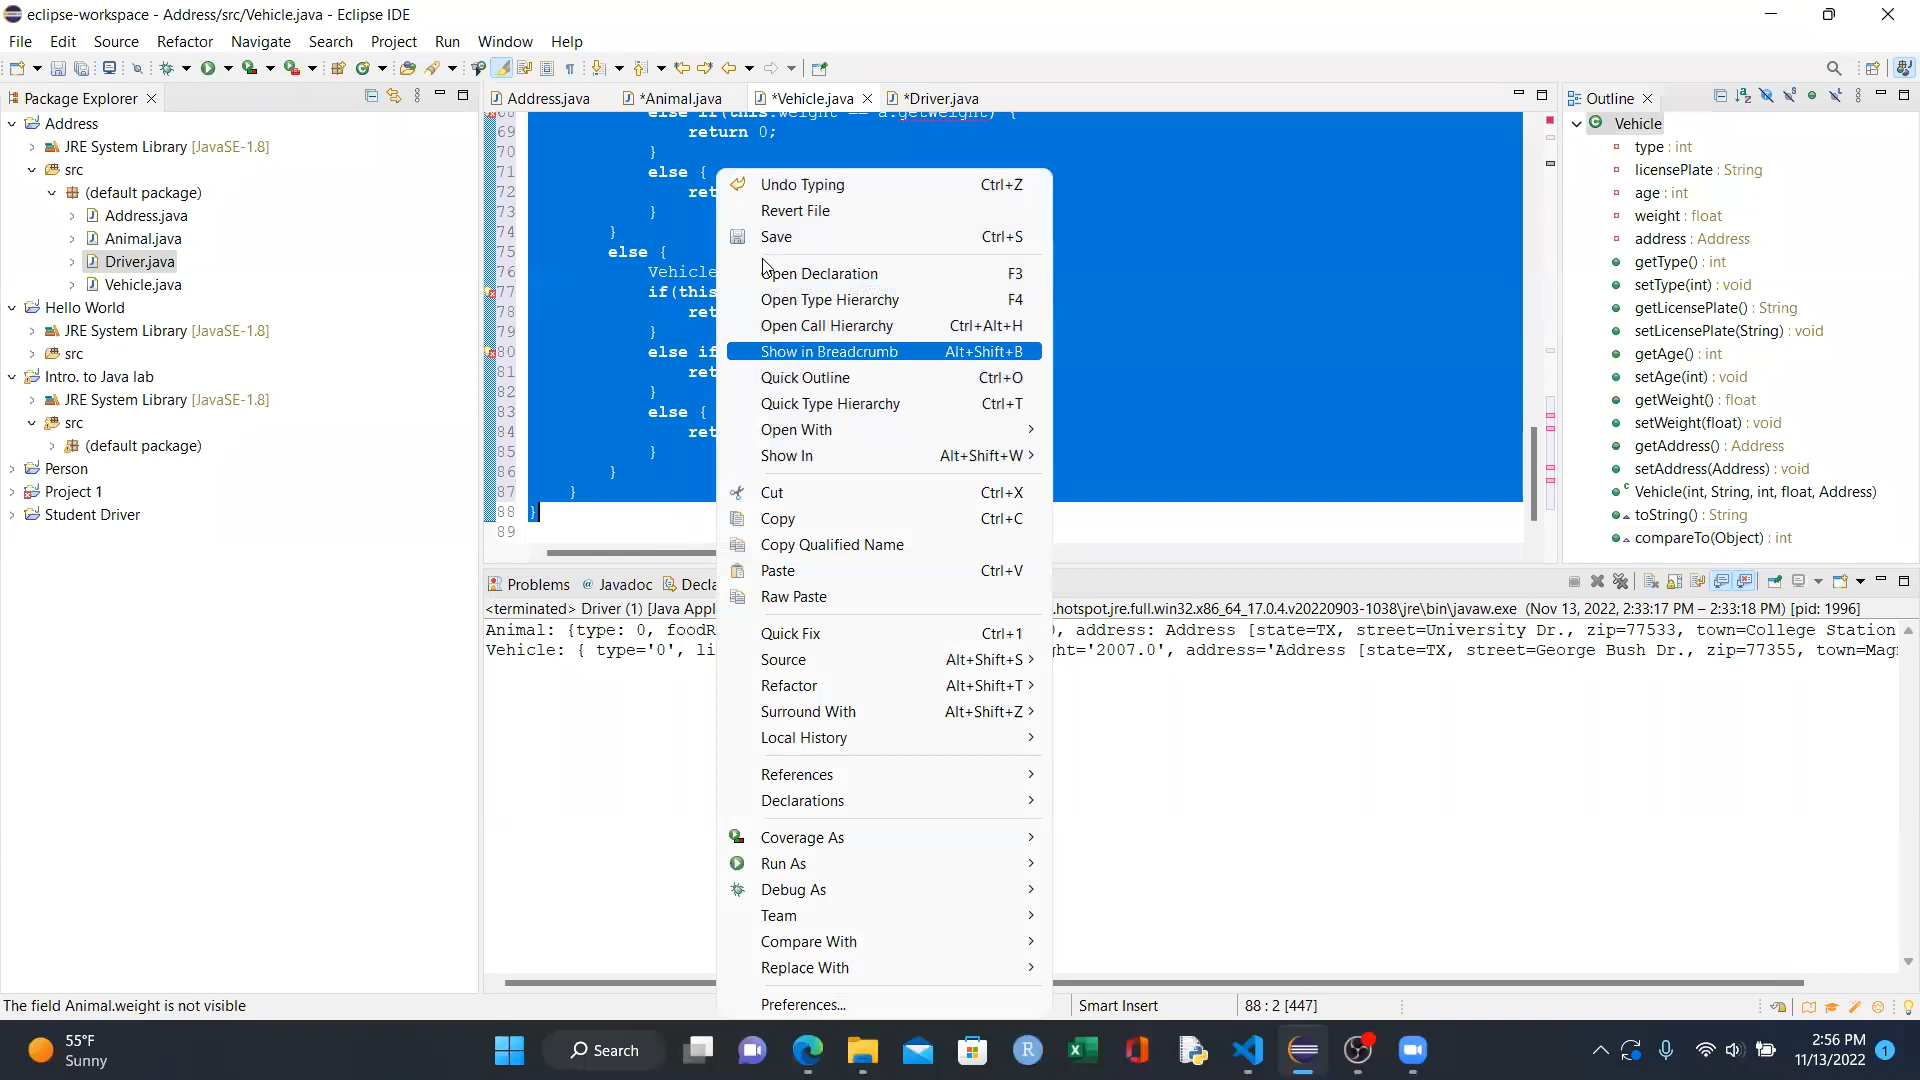 eclipse-workspace - Address/src/Vehicle.java - Eclipse IDE
File Edit Source Refactor Navigate Search Project Run Window Help
Package Explorer
Address
JRE System Library [JavaSE-1.8]
src
(default package)
Address.java
Animal.java
Driver.java
Vehicle.java
Hello World
JRE System Library [JavaSE-1.8]
src
Intro. to Java lab
JRE System Library [JavaSE-1.8]
src
(default package)
Person
Project 1
Student Driver
Address.java *Animal.java *Vehicle.java *Driver.java
68 else if(this.weight == a.getWeight) {
69 return 0;
70 }
71 else {
72 ret
73 }
74 }
75 else {
76 Vehicle
77 if(this
78 ret
79 }
80 else if
81 ret
82 }
83 else {
84 ret
85 }
86 }
87 }
88 }
89
Undo Typing Ctrl+Z
Revert File
Save Ctrl+S
Open Declaration F3
Open Type Hierarchy F4
Open Call Hierarchy Ctrl+Alt+H
Show in Breadcrumb Alt+Shift+B
Quick Outline Ctrl+O
Quick Type Hierarchy Ctrl+T
Open With
Show In Alt+Shift+W
Cut Ctrl+X
Copy Ctrl+C
Copy Qualified Name
Paste Ctrl+V
Raw Paste
Quick Fix Ctrl+1
Source Alt+Shift+S
Refactor Alt+Shift+T
Surround With Alt+Shift+Z
Local History
References
Declarations
Coverage As
Run As
Debug As
Team
Compare With
Replace With
Preferences...
Outline
Vehicle
type : int
licensePlate : String
age : int
weight : float
address : Address
getType() : int
setType(int) : void
getLicensePlate() : String
setLicensePlate(String) : void
getAge() : int
setAge(int) : void
getWeight() : float
setWeight(float) : void
getAddress() : Address
setAddress(Address) : void
Vehicle(int, String, int, float, Address)
toString() : String
compareTo(Object) : int
Problems @ Javadoc Decla
<terminated> Driver (1) [Java Appl .hotspot.jre.full.win32.x86_64_17.0.4.v20220903-1038\jre\bin\javaw.exe (Nov 13, 2022, 2:33:17 PM – 2:33:18 PM) [pid: 1996]
Animal: {type: 0, foodR ), address: Address [state=TX, street=University Dr., zip=77533, town=College Station
Vehicle: { type='0', li ght='2007.0', address='Address [state=TX, street=George Bush Dr., zip=77355, town=Mag
The field Animal.weight is not visible Smart Insert 88 : 2 [447]
55°F
Sunny
Search
2:56 PM
11/13/2022
1